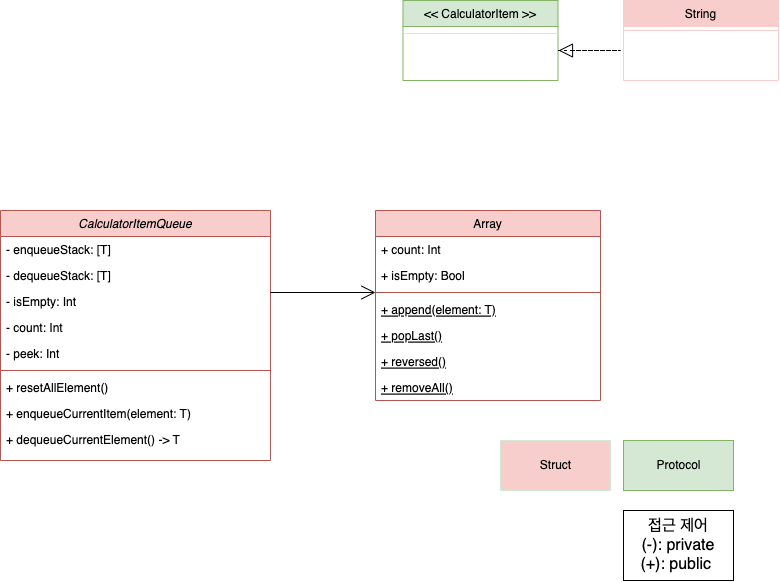 << CalculatorItem >>
String
CalculatorItemQueue
- enqueueStack: [T]
- dequeueStack: [T]
- isEmpty: Int
- count: Int
- peek: Int
+ resetAllElement()
+ enqueueCurrentItem(element: T)
+ dequeueCurrentElement() -> T
Array
+ count: Int
+ isEmpty: Bool
+ append(element: T)
+ popLast()
+ reversed()
+ removeAll()
Struct
Protocol
접근 제어
(-): private
(+): public